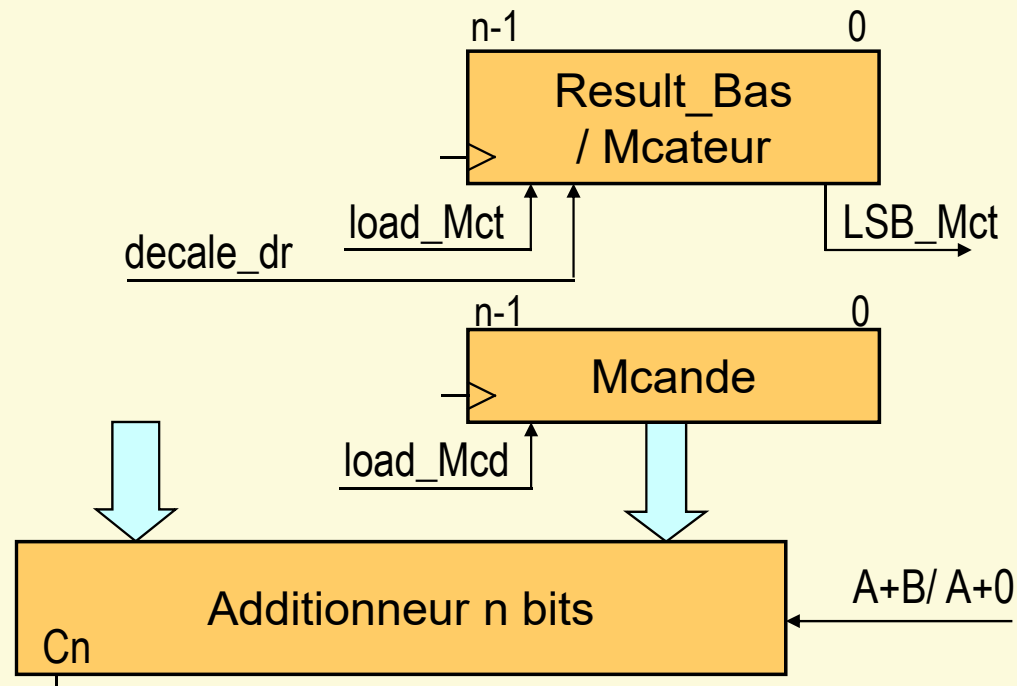 n-1 0
Result_Bas
/ Mcateur
load_Mct
LSB_Mct
decale_dr
n-1 0
Mcande
load_Mcd
A+B/ A+0
Additionneur n bits
Cn